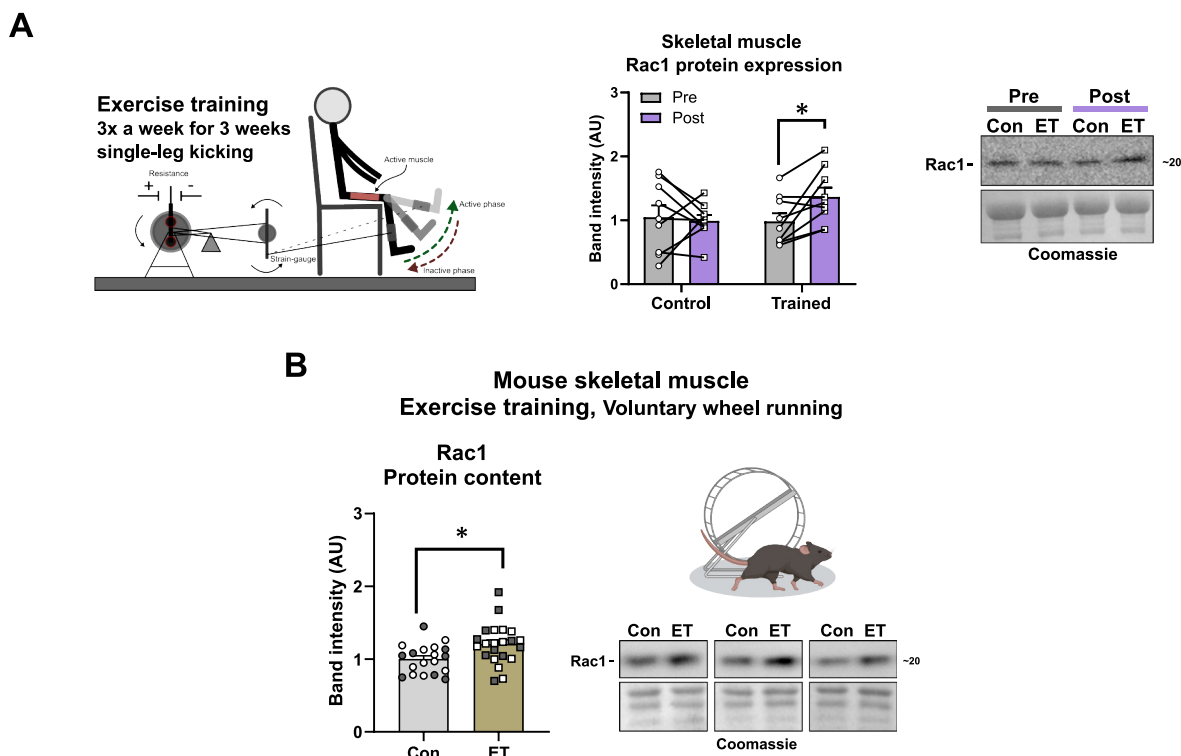 A
Exercise training
3x a week for 3 weeks
single-leg kicking
Resistance
+ -
Active muscle
Active phase
Inactive phase
Strain-gauge
Skeletal muscle
Rac1 protein expression
Band intensity (AU)
3
2
1
0
Pre
Post
*
Control Trained
Pre Post
Con ET Con ET
Rac1- ~20
Coomassie
B
Mouse skeletal muscle
Exercise training, Voluntary wheel running
Rac1
Protein content
Band intensity (AU)
3
2
1
0
*
Con ET
Con ET Con ET Con ET
Rac1- ~20
Coomassie